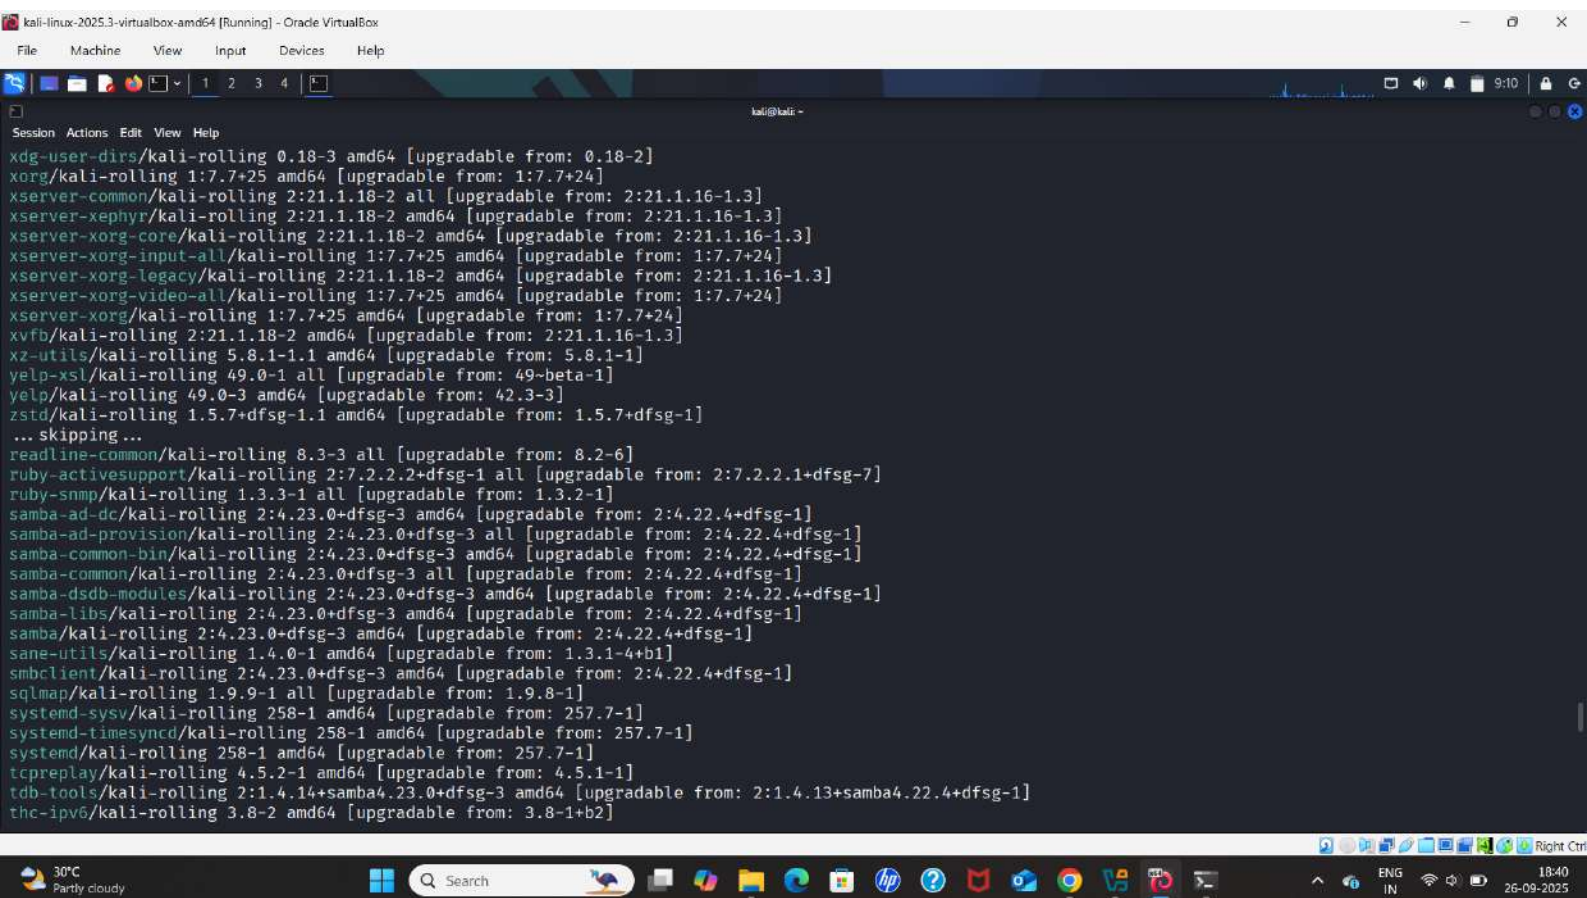 kali-linux-2025.3-virtualbox-amd64 [Running] - Oracle VirtualBox
File Machine View Input Devices Help
1 2 3 4 9:10
kali@kali: ~
Session Actions Edit View Help
xdg-user-dirs/kali-rolling 0.18-3 amd64 [upgradable from: 0.18-2]
xorg/kali-rolling 1:7.7+25 amd64 [upgradable from: 1:7.7+24]
xserver-common/kali-rolling 2:21.1.18-2 all [upgradable from: 2:21.1.16-1.3]
xserver-xephyr/kali-rolling 2:21.1.18-2 amd64 [upgradable from: 2:21.1.16-1.3]
xserver-xorg-core/kali-rolling 2:21.1.18-2 amd64 [upgradable from: 2:21.1.16-1.3]
xserver-xorg-input-all/kali-rolling 1:7.7+25 amd64 [upgradable from: 1:7.7+24]
xserver-xorg-legacy/kali-rolling 2:21.1.18-2 amd64 [upgradable from: 2:21.1.16-1.3]
xserver-xorg-video-all/kali-rolling 1:7.7+25 amd64 [upgradable from: 1:7.7+24]
xserver-xorg/kali-rolling 1:7.7+25 amd64 [upgradable from: 1:7.7+24]
xvfb/kali-rolling 2:21.1.18-2 amd64 [upgradable from: 2:21.1.16-1.3]
xz-utils/kali-rolling 5.8.1-1.1 amd64 [upgradable from: 5.8.1-1]
yelp-xsl/kali-rolling 49.0-1 all [upgradable from: 49~beta-1]
yelp/kali-rolling 49.0-3 amd64 [upgradable from: 42.3-3]
zstd/kali-rolling 1.5.7+dfsg-1.1 amd64 [upgradable from: 1.5.7+dfsg-1]
... skipping ...
readline-common/kali-rolling 8.3-3 all [upgradable from: 8.2-6]
ruby-activesupport/kali-rolling 2:7.2.2.2+dfsg-1 all [upgradable from: 2:7.2.2.1+dfsg-7]
ruby-snmp/kali-rolling 1.3.3-1 all [upgradable from: 1.3.2-1]
samba-ad-dc/kali-rolling 2:4.23.0+dfsg-3 amd64 [upgradable from: 2:4.22.4+dfsg-1]
samba-ad-provision/kali-rolling 2:4.23.0+dfsg-3 all [upgradable from: 2:4.22.4+dfsg-1]
samba-common-bin/kali-rolling 2:4.23.0+dfsg-3 amd64 [upgradable from: 2:4.22.4+dfsg-1]
samba-common/kali-rolling 2:4.23.0+dfsg-3 all [upgradable from: 2:4.22.4+dfsg-1]
samba-dsdb-modules/kali-rolling 2:4.23.0+dfsg-3 amd64 [upgradable from: 2:4.22.4+dfsg-1]
samba-libs/kali-rolling 2:4.23.0+dfsg-3 amd64 [upgradable from: 2:4.22.4+dfsg-1]
samba/kali-rolling 2:4.23.0+dfsg-3 amd64 [upgradable from: 2:4.22.4+dfsg-1]
sane-utils/kali-rolling 1.4.0-1 amd64 [upgradable from: 1.3.1-4+b1]
smbclient/kali-rolling 2:4.23.0+dfsg-3 amd64 [upgradable from: 2:4.22.4+dfsg-1]
sqlmap/kali-rolling 1.9.9-1 all [upgradable from: 1.9.8-1]
systemd-sysv/kali-rolling 258-1 amd64 [upgradable from: 257.7-1]
systemd-timesyncd/kali-rolling 258-1 amd64 [upgradable from: 257.7-1]
systemd/kali-rolling 258-1 amd64 [upgradable from: 257.7-1]
tcpreplay/kali-rolling 4.5.2-1 amd64 [upgradable from: 4.5.1-1]
tdb-tools/kali-rolling 2:1.4.14+samba4.23.0+dfsg-3 amd64 [upgradable from: 2:1.4.13+samba4.22.4+dfsg-1]
thc-ipv6/kali-rolling 3.8-2 amd64 [upgradable from: 3.8-1+b2]
Right Ctrl
30°C
Partly cloudy
Search
hp
ENG
IN
18:40
26-09-2025